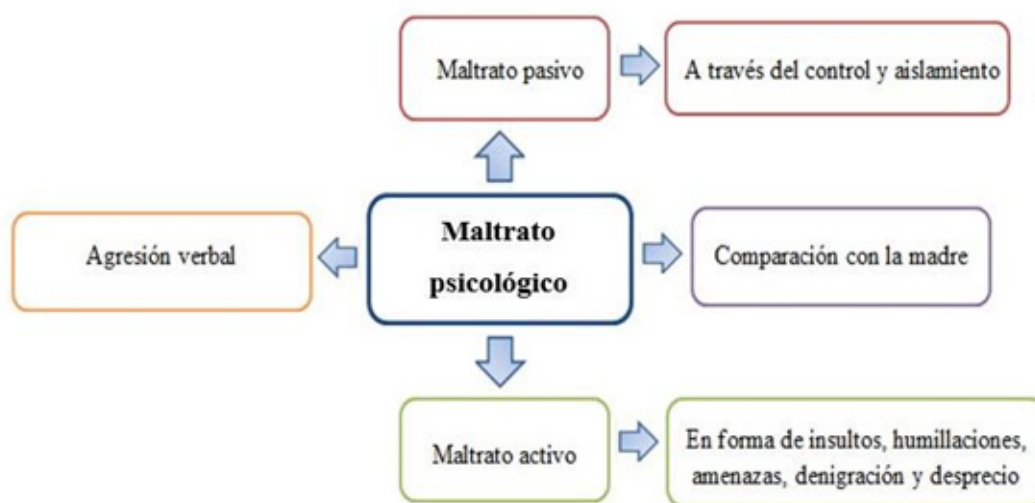 Maltrato pasivo
A través del control y aislamiento
Agresión verbal
Maltrato
psicológico
Comparación con la madre
Maltrato activo
En forma de insultos, humillaciones,
amenazas, denigración y desprecio